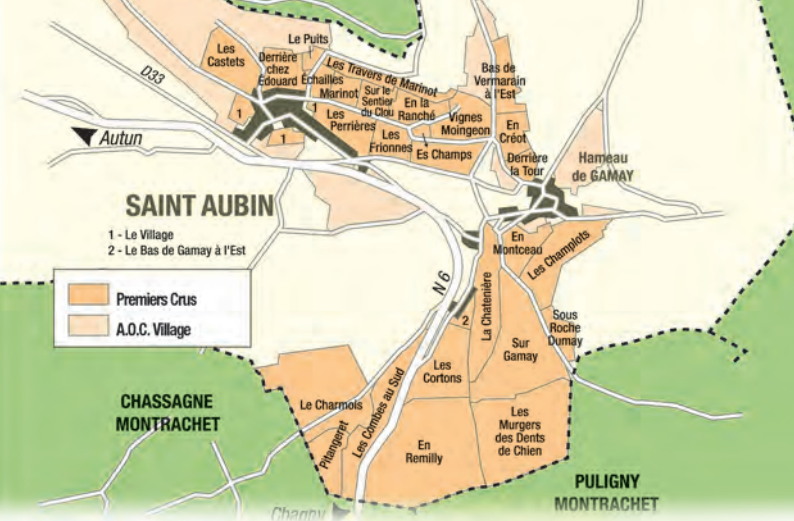 Le Puits
Les
Castets
Derrière
chez
Édouard
Échailles
Les Travers de Marinot
Marinot
Sur le
Sentier
du Clou
En la
Ranché
Bas de
Vermarain
à l'Est
D33
1
1
1
Les
Perrières
Vignes
Moingeon
En
Créot
Les
Frionnes
Es Champs
Derrière
la Tour
Hameau
de GAMAY
Autun
SAINT AUBIN
1 - Le Village
2 - Le Bas de Gamay à l'Est
En
Montceau
Les Champlots
N 6
La Chatenière
Premiers Crus
A.O.C. Village
2
Sous
Roche
Dumay
Sur
Gamay
Les
Cortons
CHASSAGNE
MONTRACHET
Le Charmois
Pitangeret
Les Combes au Sud
En
Remilly
Les
Murgers
des Dents
de Chien
PULIGNY
MONTRACHET
Chagny